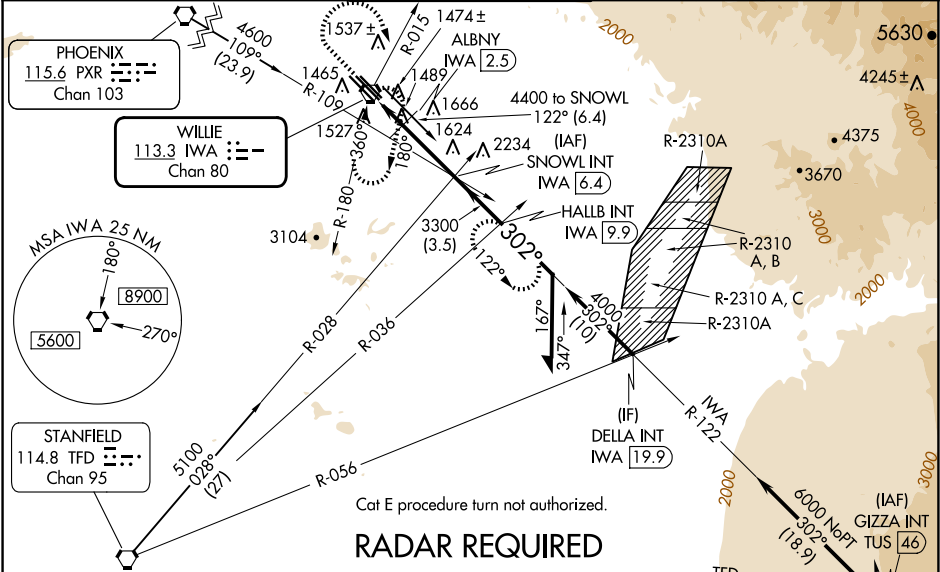 4600
109°
(23.9)
PHOENIX
115.6 PXR
Chan 103
R-109
1537±
R-015
1474±
ALBNY
IWA 2.5
1465
1489
1666
1527
1624
WILLIE
113.3 IWA
Chan 80
360°
180°
R-180
4400 to SNOWL
122° (6.4)
(IAF)
SNOWL INT
IWA 6.4
2234
HALLB INT
IWA 9.9
3300
(3.5)
302°
122°
3104
2000
5630
4245±
4000
4375
3670
3000
2000
R-2310A
R-2310
A, B
R-2310 A, C
R-2310A
MSA IWA 25 NM
180°
8900
270°
5600
R-028
R-036
167°
347°
4000
302°
(10)
(IF)
DELLA INT
IWA 19.9
IWA
R-122
STANFIELD
114.8 TFD
Chan 95
5100
028°
(27)
R-056
Cat E procedure turn not authorized.
RADAR REQUIRED
2000
3000
6000 NoPT
302°
(18.9)
(IAF)
GIZZA INT
TUS 46
TFD